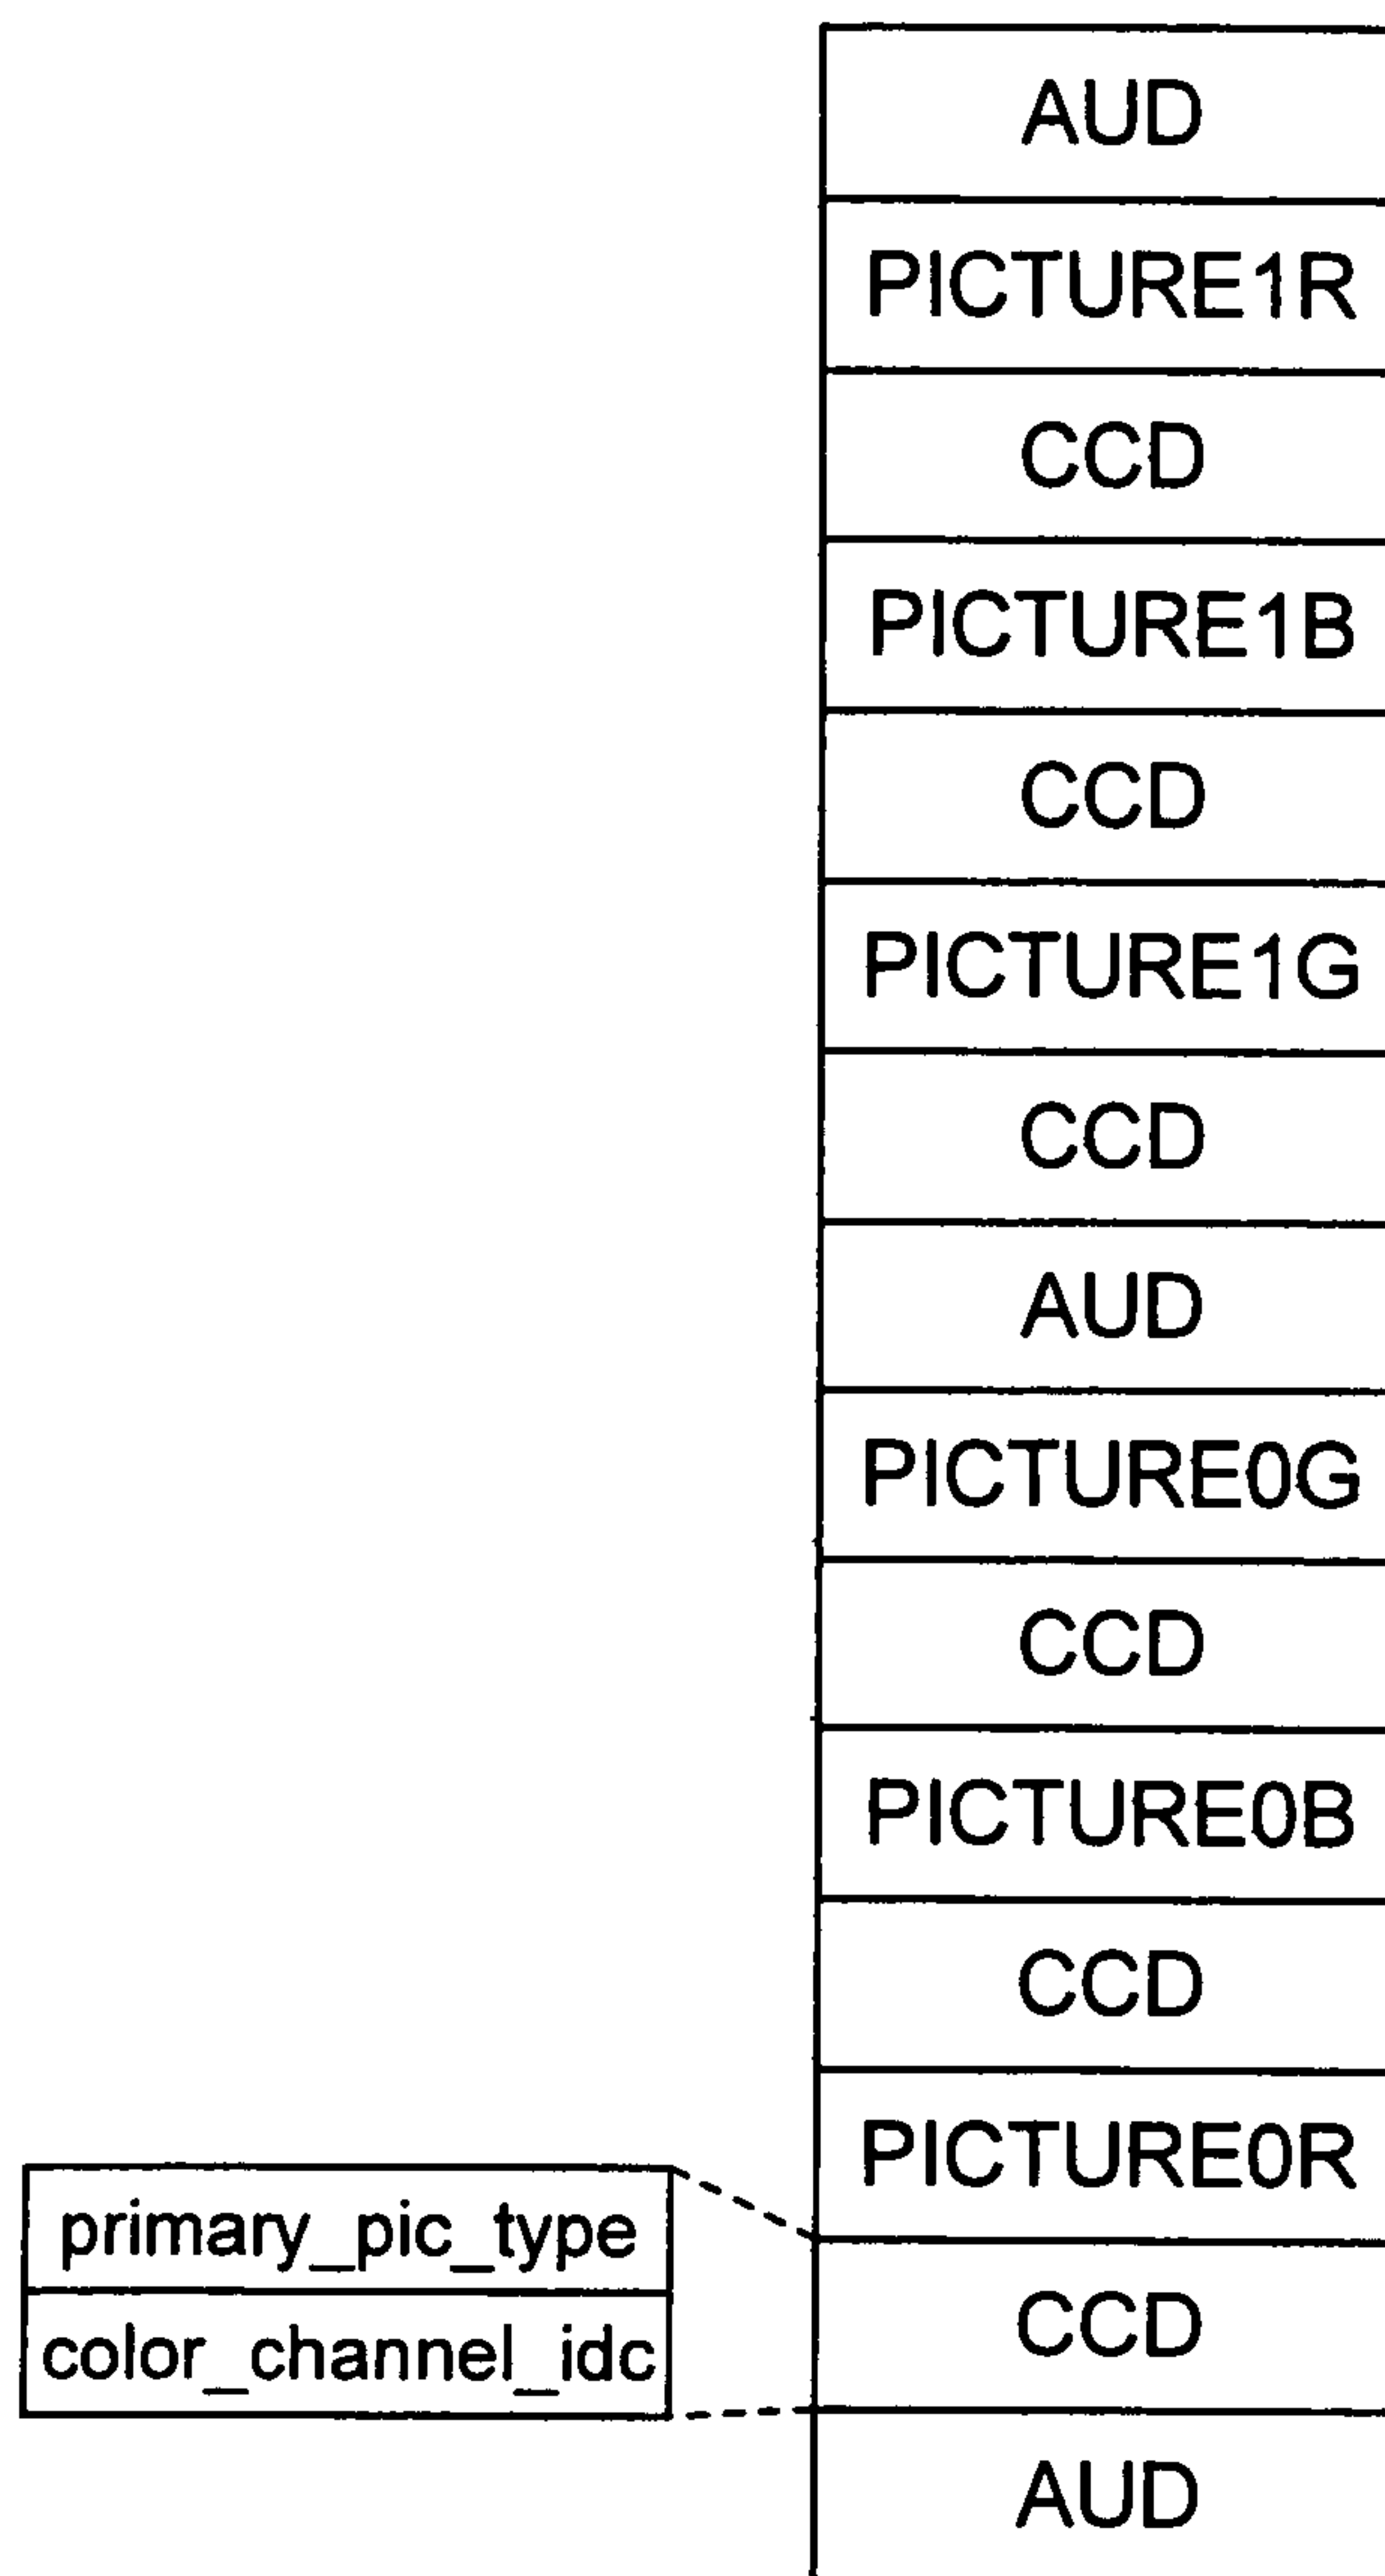 AUD
PICTURE1R
CCD
PICTURE1B
CCD
PICTURE1G
CCD
AUD
PICTURE0G
CCD
PICTURE0B
CCD
PICTURE0R
primary_pic_type
color_channel_idc
CCD
AUD